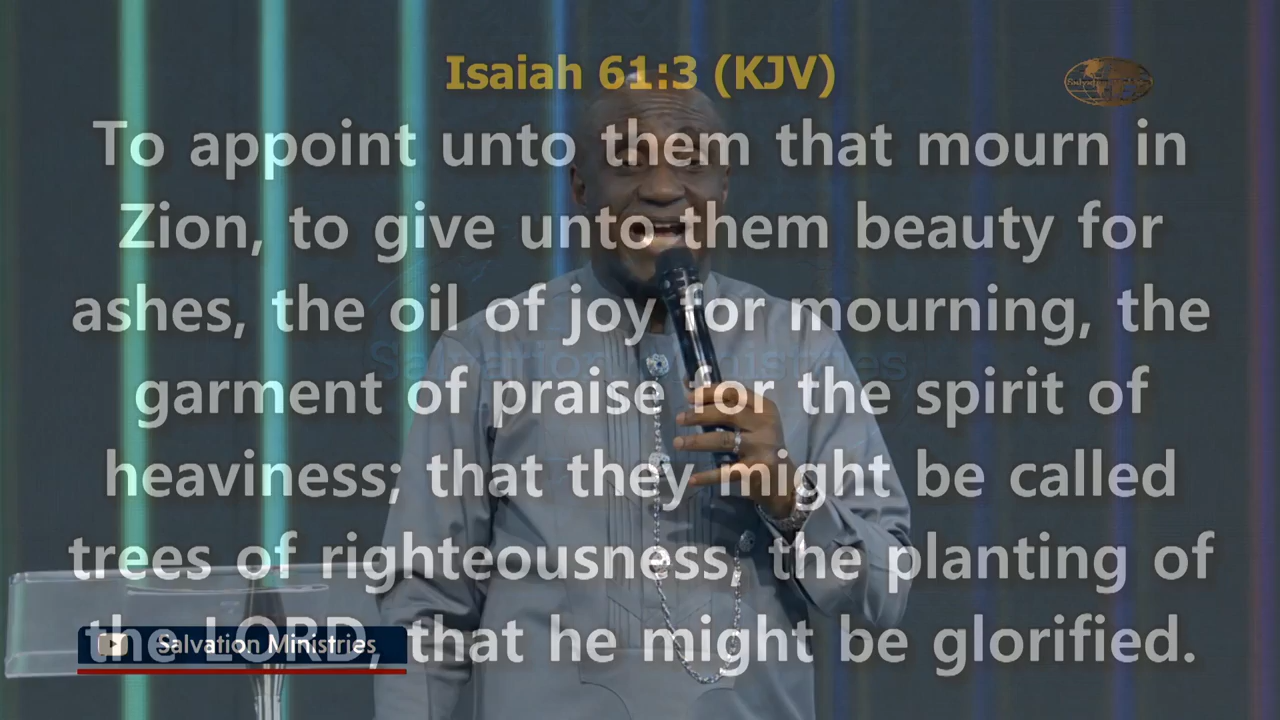 Isaiah 61:3 (KJV)
To appoint unto them that mourn in
Zion, to give unto them beauty for
ashes, the oil of joy for mourning, the
garment of praise for the spirit of
heaviness; that they might be called
trees of righteousness, the planting of
the LORD, that he might be glorified.
Salvation Ministries
Salvation Ministries